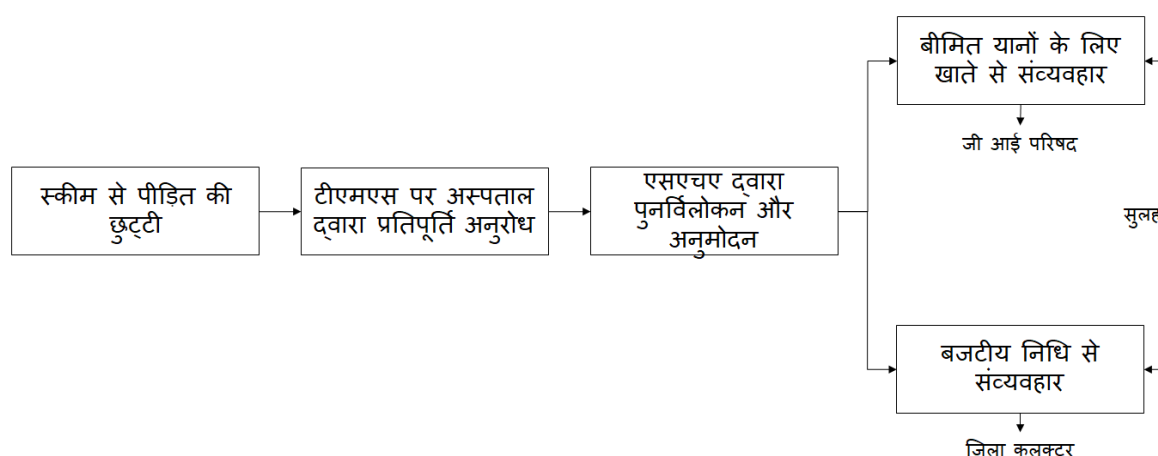 बीमित यानों के लिए
खाते से संव्यवहार
जी आई परिषद
स्कीम से पीड़ित की
छुट्टी
टीएमएस पर अस्पताल
द्वारा प्रतिपूर्ति अनुरोध
एसएचए द्वारा
पुनर्विलोकन और
अनुमोदन
बजटीय निधि से
संव्यवहार
जिला कलक्टर